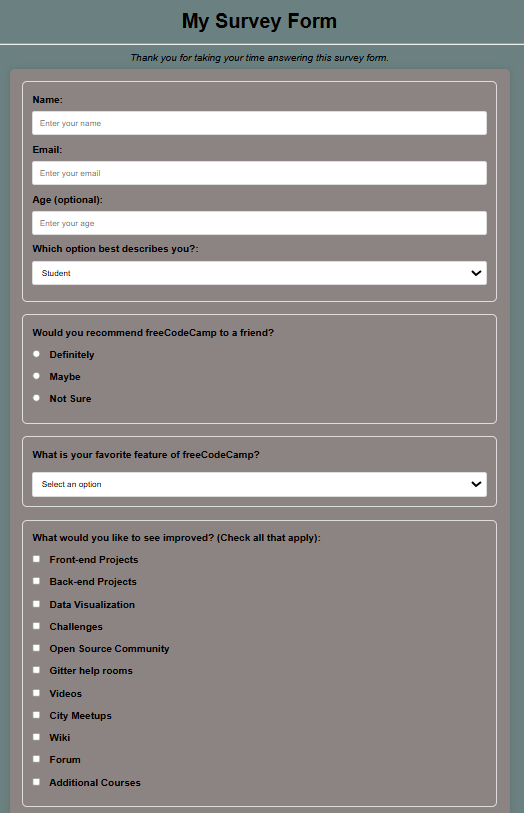 My Survey Form
Thank you for taking your time answering this survey form.
Name:
Enter your name
Email:
Enter your email
Age (optional):
Enter your age
Which option best describes you?:
Student
Would you recommend freeCodeCamp to a friend?
Definitely
Maybe
Not Sure
What is your favorite feature of freeCodeCamp?
Select an option
What would you like to see improved? (Check all that apply):
Front-end Projects
Back-end Projects
Data Visualization
Challenges
Open Source Community
Gitter help rooms
Videos
City Meetups
Wiki
Forum
Additional Courses